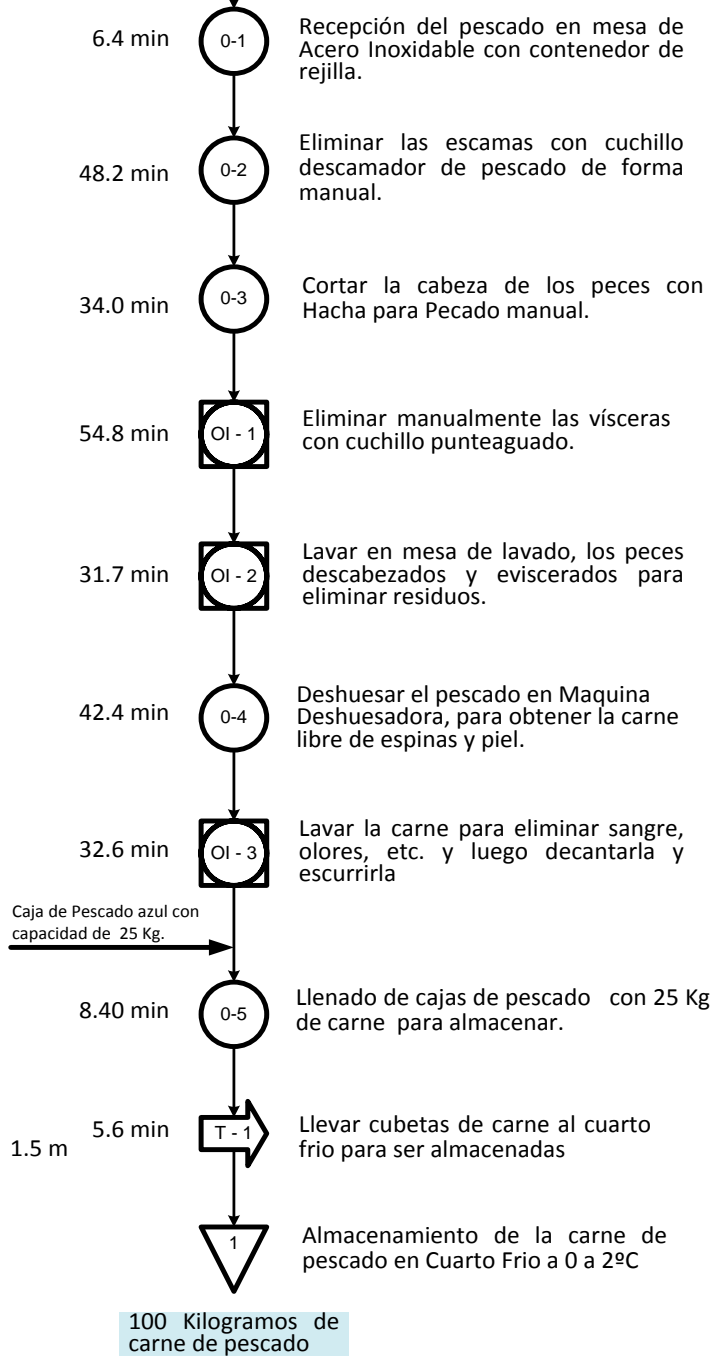 6.4 min
0-1
Recepción del pescado en mesa de
Acero Inoxidable con contenedor de
rejilla.
48.2 min
0-2
Eliminar las escamas con cuchillo
descamador de pescado de forma
manual.
34.0 min
0-3
Cortar la cabeza de los peces con
Hacha para Pecado manual.
54.8 min
OI - 1
Eliminar manualmente las vísceras
con cuchillo punteaguado.
31.7 min
OI - 2
Lavar en mesa de lavado, los peces
descabezados y eviscerados para
eliminar residuos.
42.4 min
0-4
Deshuesar el pescado en Maquina
Deshuesadora, para obtener la carne
libre de espinas y piel.
32.6 min
OI - 3
Lavar la carne para eliminar sangre,
olores, etc. y luego decantarla y
escurrirla
Caja de Pescado azul con
capacidad de 25 Kg.
8.40 min
0-5
Llenado de cajas de pescado con 25 Kg
de carne para almacenar.
1.5 m
5.6 min
T - 1
Llevar cubetas de carne al cuarto
frio para ser almacenadas
1
Almacenamiento de la carne de
pescado en Cuarto Frio a 0 a 2ºC
100 Kilogramos de
carne de pescado